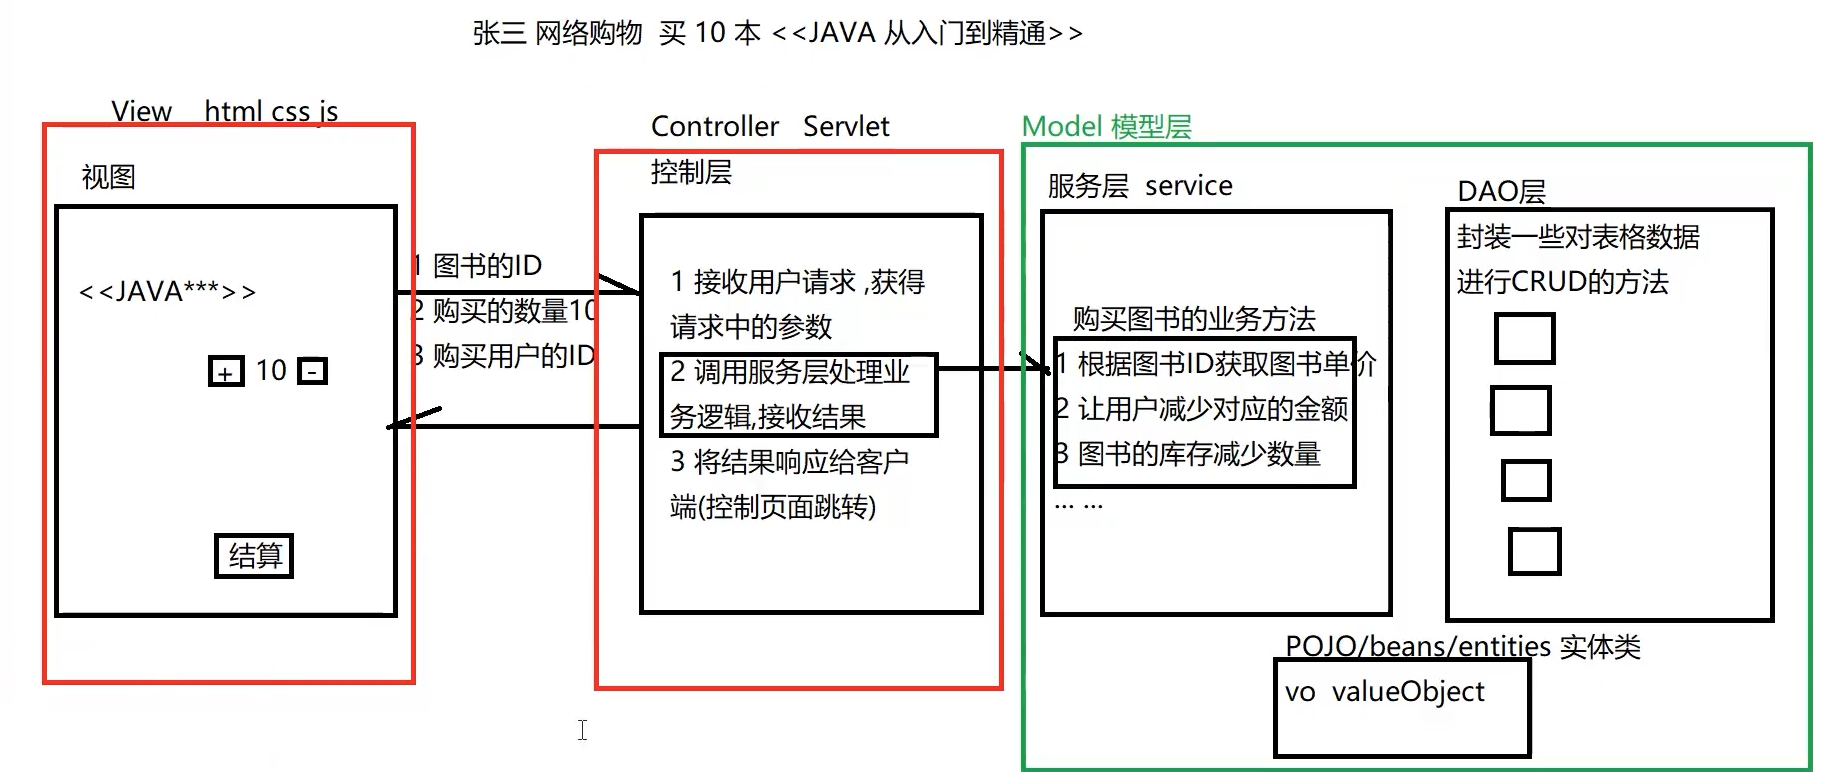 张三 网络购物 买 10 本 <<JAVA 从入门到精通>>
View html css js
视图
<<JAVA***>>
+ 10 -
结算
1 图书的ID
2 购买的数量10
3 购买用户的ID
Controller Servlet
控制层
1 接收用户请求 ,获得
请求中的参数
2 调用服务层处理业
务逻辑,接收结果
3 将结果响应给客户
端(控制页面跳转)
Model 模型层
服务层 service
购买图书的业务方法
1 根据图书ID获取图书单价
2 让用户减少对应的金额
3 图书的库存减少数量
... ...
DAO层
封装一些对表格数据
进行CRUD的方法
POJO/beans/entities 实体类
vo valueObject